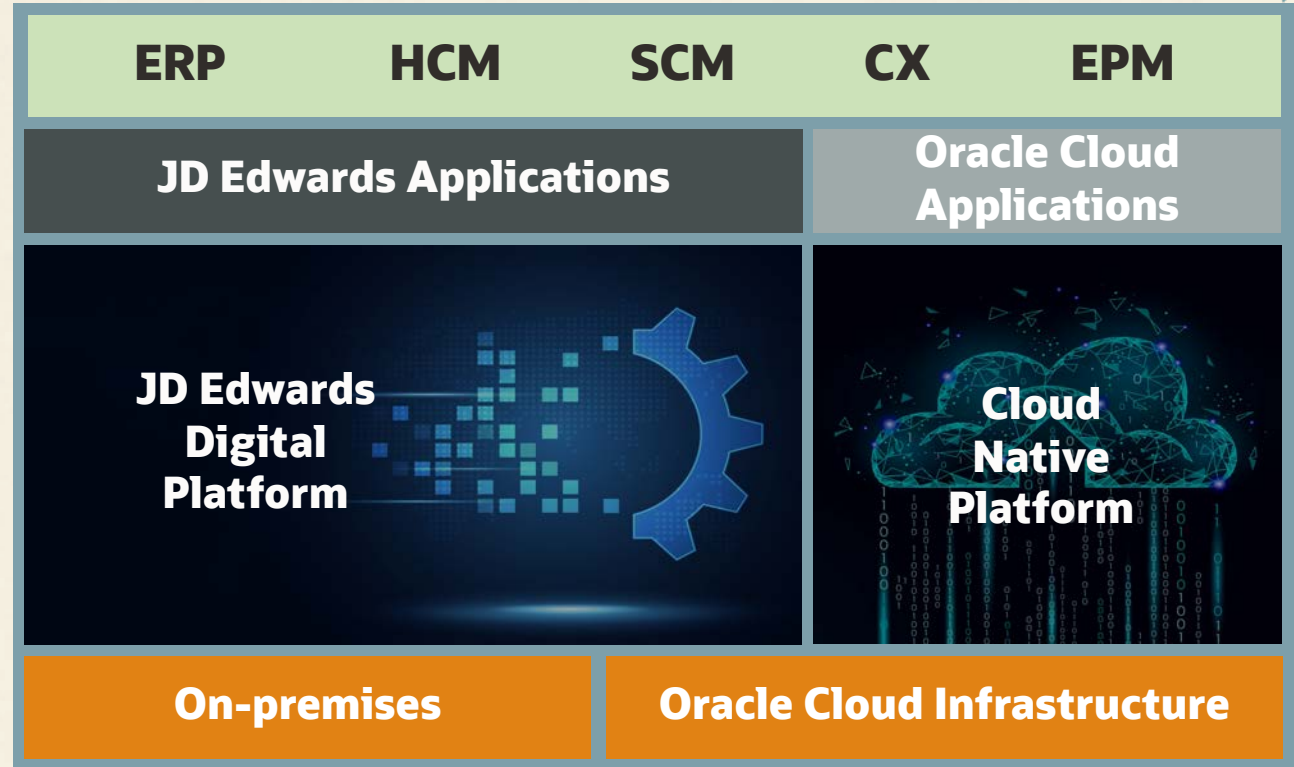 ERP HCM SCM CX EPM
JD Edwards Applications
Oracle Cloud
Applications
JD Edwards
Digital
Platform
Cloud
Native
Platform
On-premises
Oracle Cloud Infrastructure